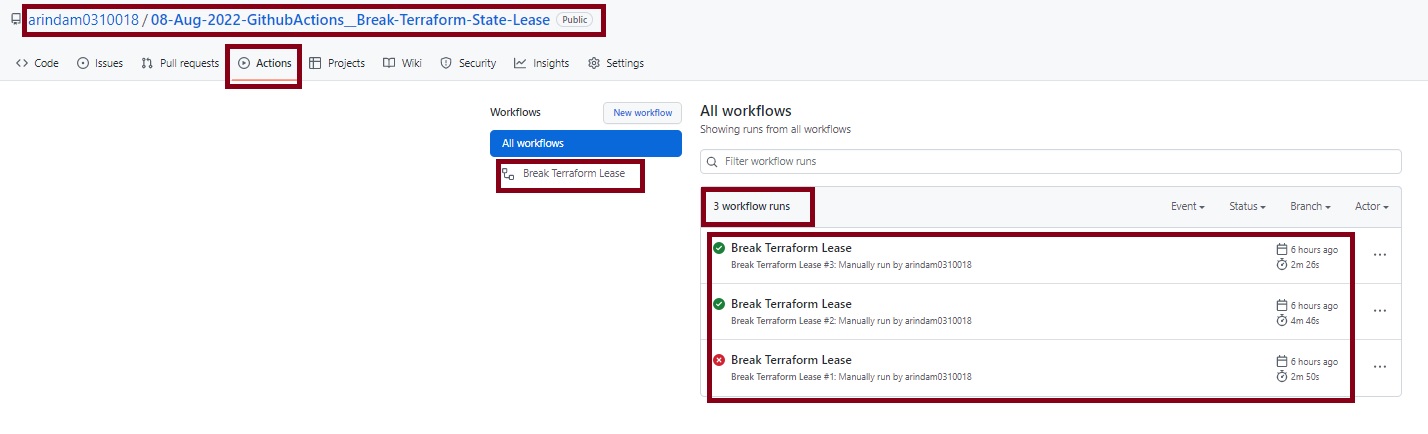 arindam0310018 / 08-Aug-2022-GithubActions__Break-Terraform-State-Lease Public
Code Issues Pull requests Actions Projects Wiki Security Insights Settings
Workflows New workflow
All workflows
Break Terraform Lease
All workflows
Showing runs from all workflows
Filter workflow runs
3 workflow runs Event Status Branch Actor
Break Terraform Lease 6 hours ago
Break Terraform Lease #3: Manually run by arindam0310018 2m 26s
Break Terraform Lease 6 hours ago
Break Terraform Lease #2: Manually run by arindam0310018 4m 46s
Break Terraform Lease 6 hours ago
Break Terraform Lease #1: Manually run by arindam0310018 2m 50s